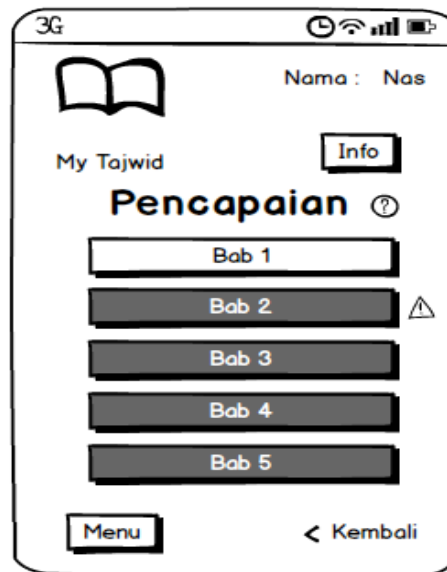 3G
Nama : Nas
My Tajwid
Info
Pencapaian ?
Bab 1
Bab 2
Bab 3
Bab 4
Bab 5
Menu
< Kembali